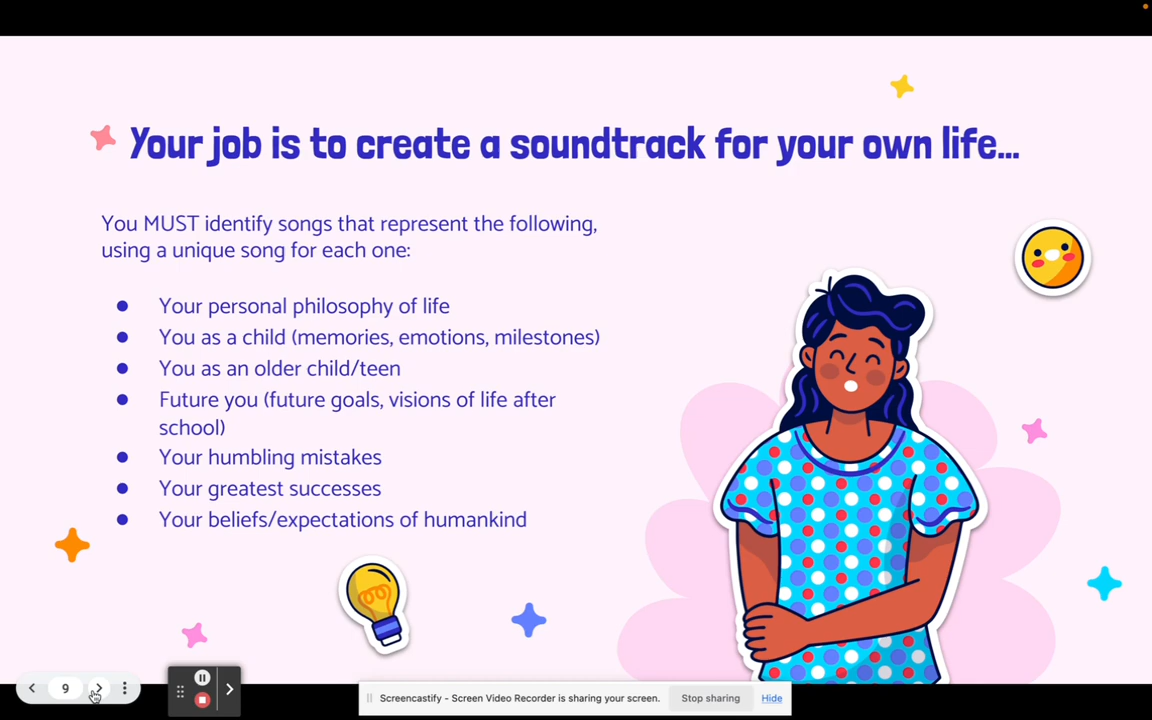 Your job is to create a soundtrack for your own life...
You MUST identify songs that represent the following,
using a unique song for each one:
● Your personal philosophy of life
● You as a child (memories, emotions, milestones)
● You as an older child/teen
● Future you (future goals, visions of life after
school)
● Your humbling mistakes
● Your greatest successes
● Your beliefs/expectations of humankind
9
Screencastify - Screen Video Recorder is sharing your screen. Stop sharing Hide